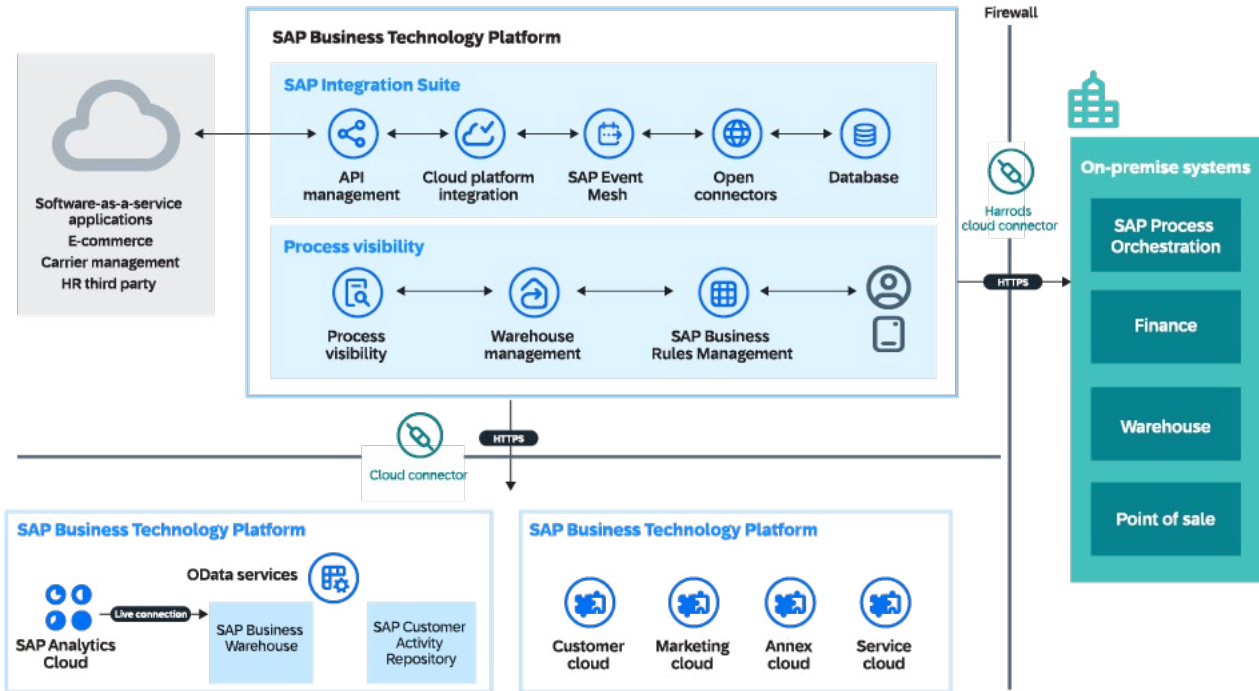 Firewall
SAP Business Technology Platform
SAP Integration Suite
API
management
Cloud platform
integration
SAP Event
Mesh
Open
connectors
Database
Software-as-a-service
applications
E-commerce
Carrier management
HR third party
Process visibility
Process
visibility
Warehouse
management
SAP Business
Rules Management
Harrods
cloud connector
HTTPS
On-premise systems
SAP Process
Orchestration
Finance
Warehouse
Point of sale
HTTPS
Cloud connector
SAP Business Technology Platform
OData services
Live connection
SAP Analytics
Cloud
SAP Business
Warehouse
SAP Customer
Activity
Repository
SAP Business Technology Platform
Customer
cloud
Marketing
cloud
Annex
cloud
Service
cloud